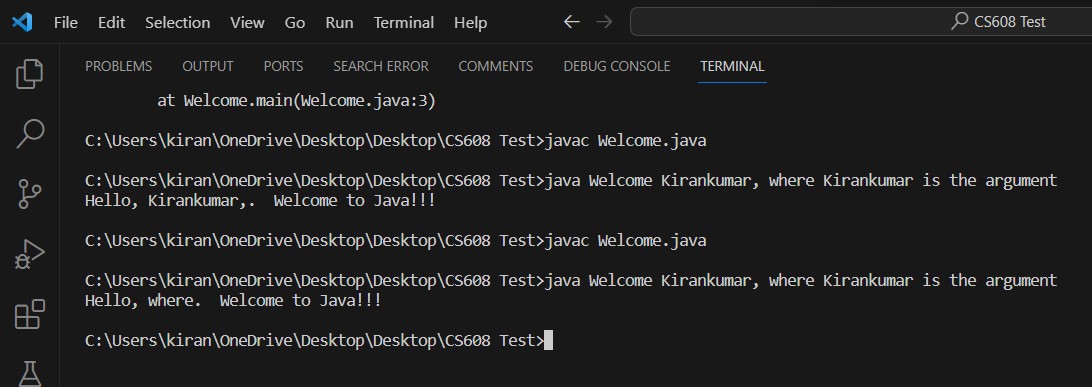 File Edit Selection View Go Run Terminal Help CS608 Test
PROBLEMS OUTPUT PORTS SEARCH ERROR COMMENTS DEBUG CONSOLE TERMINAL
at Welcome.main(Welcome.java:3)
C:\Users\kiran\OneDrive\Desktop\Desktop\CS608 Test>javac Welcome.java
C:\Users\kiran\OneDrive\Desktop\Desktop\CS608 Test>java Welcome Kirankumar, where Kirankumar is the argument
Hello, Kirankumar,.  Welcome to Java!!!
C:\Users\kiran\OneDrive\Desktop\Desktop\CS608 Test>javac Welcome.java
C:\Users\kiran\OneDrive\Desktop\Desktop\CS608 Test>java Welcome Kirankumar, where Kirankumar is the argument
Hello, where.  Welcome to Java!!!
C:\Users\kiran\OneDrive\Desktop\Desktop\CS608 Test>